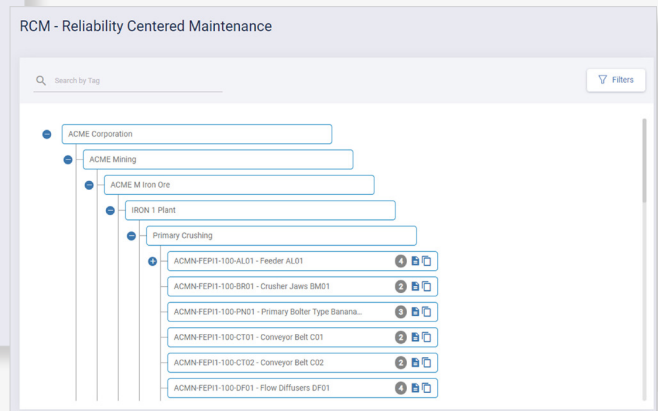 RCM - Reliability Centered Maintenance
Search by Tag
Filters
ACME Corporation
ACME Mining
ACME M Iron Ore
IRON 1 Plant
Primary Crushing
ACMN-FEPI1-100-AL01 - Feeder AL01 4
ACMN-FEPI1-100-BR01 - Crusher Jaws BM01 2
ACMN-FEPI1-100-PN01 - Primary Bolter Type Banana... 3
ACMN-FEPI1-100-CT01 - Conveyor Belt C01 2
ACMN-FEPI1-100-CT02 - Conveyor Belt C02 2
ACMN-FEPI1-100-DF01 - Flow Diffusers DF01 4